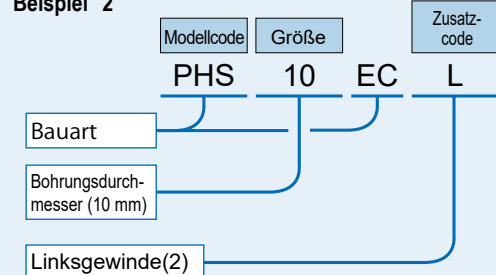 Beispiel 2
Zusatz-
code
Modellcode
Größe
PHS 10 EC L
Bauart
Bohrungsdurch-
messer (10 mm)
Linksgewinde(2)